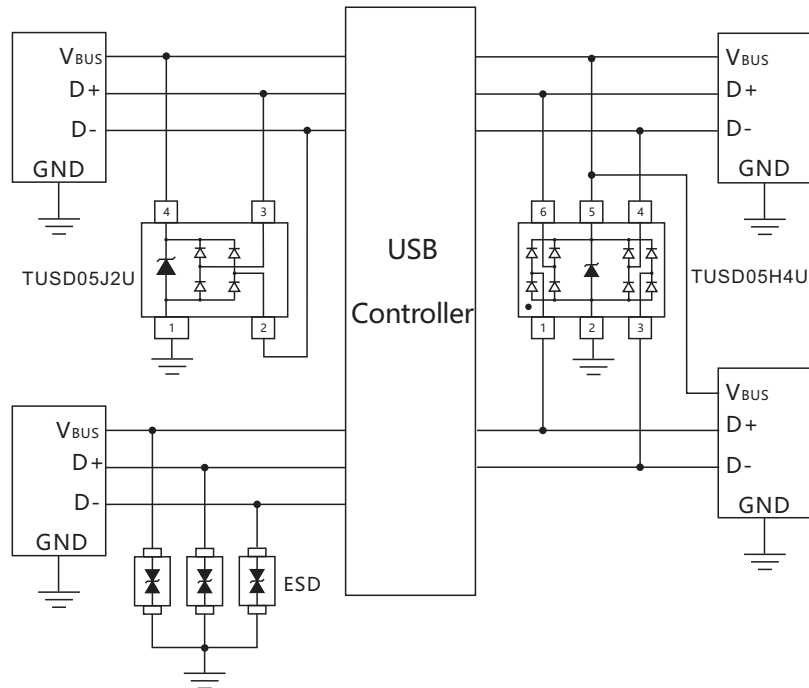 VBUS
D+
D-
GND
4
3
1
2
TUSD05J2U
USB
Controller
VBUS
D+
D-
GND
6
5
4
1
2
3
TUSD05H4U
VBUS
D+
D-
GND
ESD
VBUS
D+
D-
GND